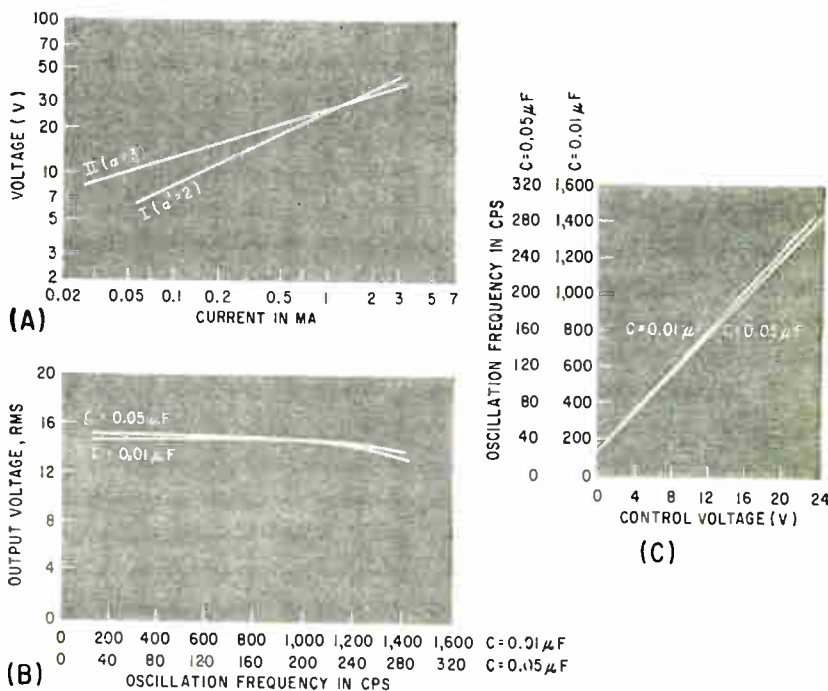 100
70
50
30
20
10
7
5
3
2
VOLTAGE (V)
II (a=3)
I (a=2)
0.02 0.05 0.1 0.2 0.5 1 2 3 5 7
CURRENT IN MA
(A)
20
16
12
8
4
0
OUTPUT VOLTAGE, RMS
C = 0.05 µF
C = 0.01 µF
0 200 400 600 800 1,000 1,200 1,400 1,600 C=0.01 µF
0 40 80 120 160 200 240 280 320 C=0.05 µF
OSCILLATION FREQUENCY IN CPS
(B)
C=0.05 µF
C=0.01 µF
320 1,600
280 1,400
240 1,200
200 1,000
160 800
120 600
80 400
40 200
0 0
OSCILLATION FREQUENCY IN CPS
C=0.01 µ
C=0.05 µF
0 4 8 12 16 20 24
CONTROL VOLTAGE (V)
(C)